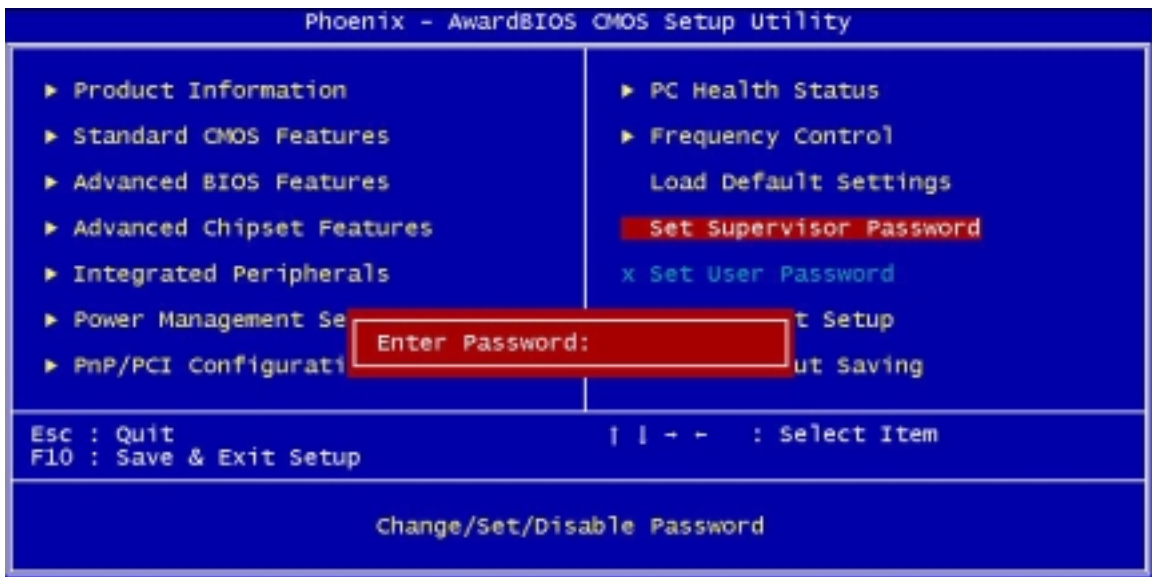 Phoenix - AwardBIOS CMOS Setup Utility
▶ Product Information
▶ Standard CMOS Features
▶ Advanced BIOS Features
▶ Advanced Chipset Features
▶ Integrated Peripherals
▶ Power Management Se
▶ PnP/PCI Configurati
▶ PC Health Status
▶ Frequency Control
Load Default Settings
Set Supervisor Password
x Set User Password
t Setup
ut Saving
Enter Password:
Esc : Quit
F10 : Save & Exit Setup
↑ ↓ → ← : Select Item
Change/Set/Disable Password